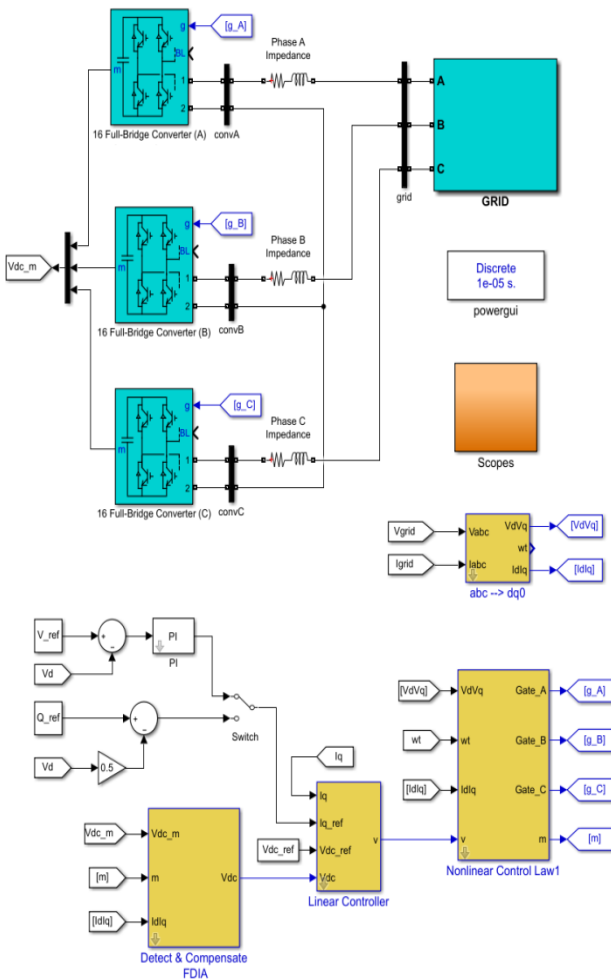 [g_A]
g
BL
m
1
2
16 Full-Bridge Converter (A)
convA
Phase A
Impedance
A
B
C
grid
GRID
[g_B]
g
BL
m
1
2
16 Full-Bridge Converter (B)
convB
Phase B
Impedance
Vdc_m
Discrete
1e-05 s.
powergui
[g_C]
g
BL
m
1
2
16 Full-Bridge Converter (C)
convC
Phase C
Impedance
Scopes
Vgrid
Igrid
Vabc
Iabc
VdVq
wt
IdIq
[VdVq]
[IdIq]
abc --> dq0
V_ref
Vd
PI
PI
Q_ref
Vd
0.5
Switch
Iq
Iq
Iq_ref
Vdc_ref
Vdc
v
Vdc_ref
Linear Controller
Vdc_m
[m]
[IdIq]
Vdc_m
m
IdIq
Vdc
Detect & Compensate
FDIA
[VdVq]
wt
[IdIq]
VdVq
wt
IdIq
v
Gate_A
Gate_B
Gate_C
m
[g_A]
[g_B]
[g_C]
[m]
Nonlinear Control Law1